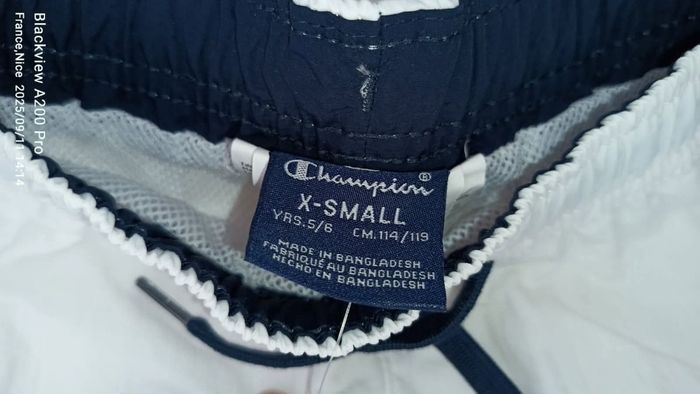 Champion®
X-SMALL
YRS.5/6 CM.114/119
MADE IN BANGLADESH
FABRIQUÉ AU BANGLADESH
HECHO EN BANGLADESH
Blackview A200 Pro
France,Nice 2025/09/11 14:14